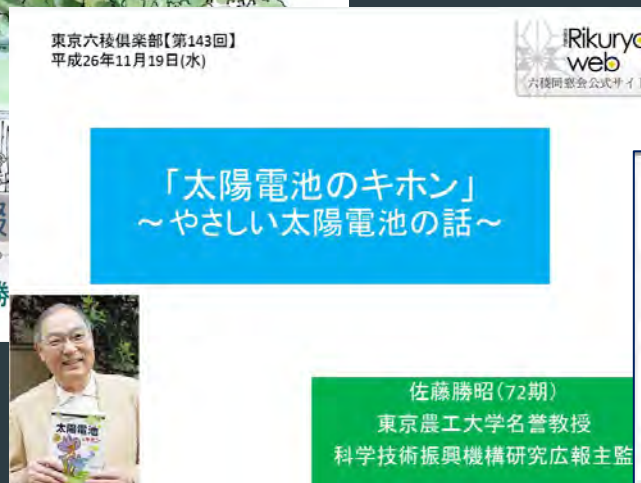 東京六稜倶楽部【第143回】
平成26年11月19日(水)
Rikuryo
web
六稜同窓会公式サイト
「太陽電池のキホン」
～やさしい太陽電池の話～
勝
太陽電池
佐藤勝昭(72期)
東京農工大学名誉教授
科学技術振興機構研究広報主監